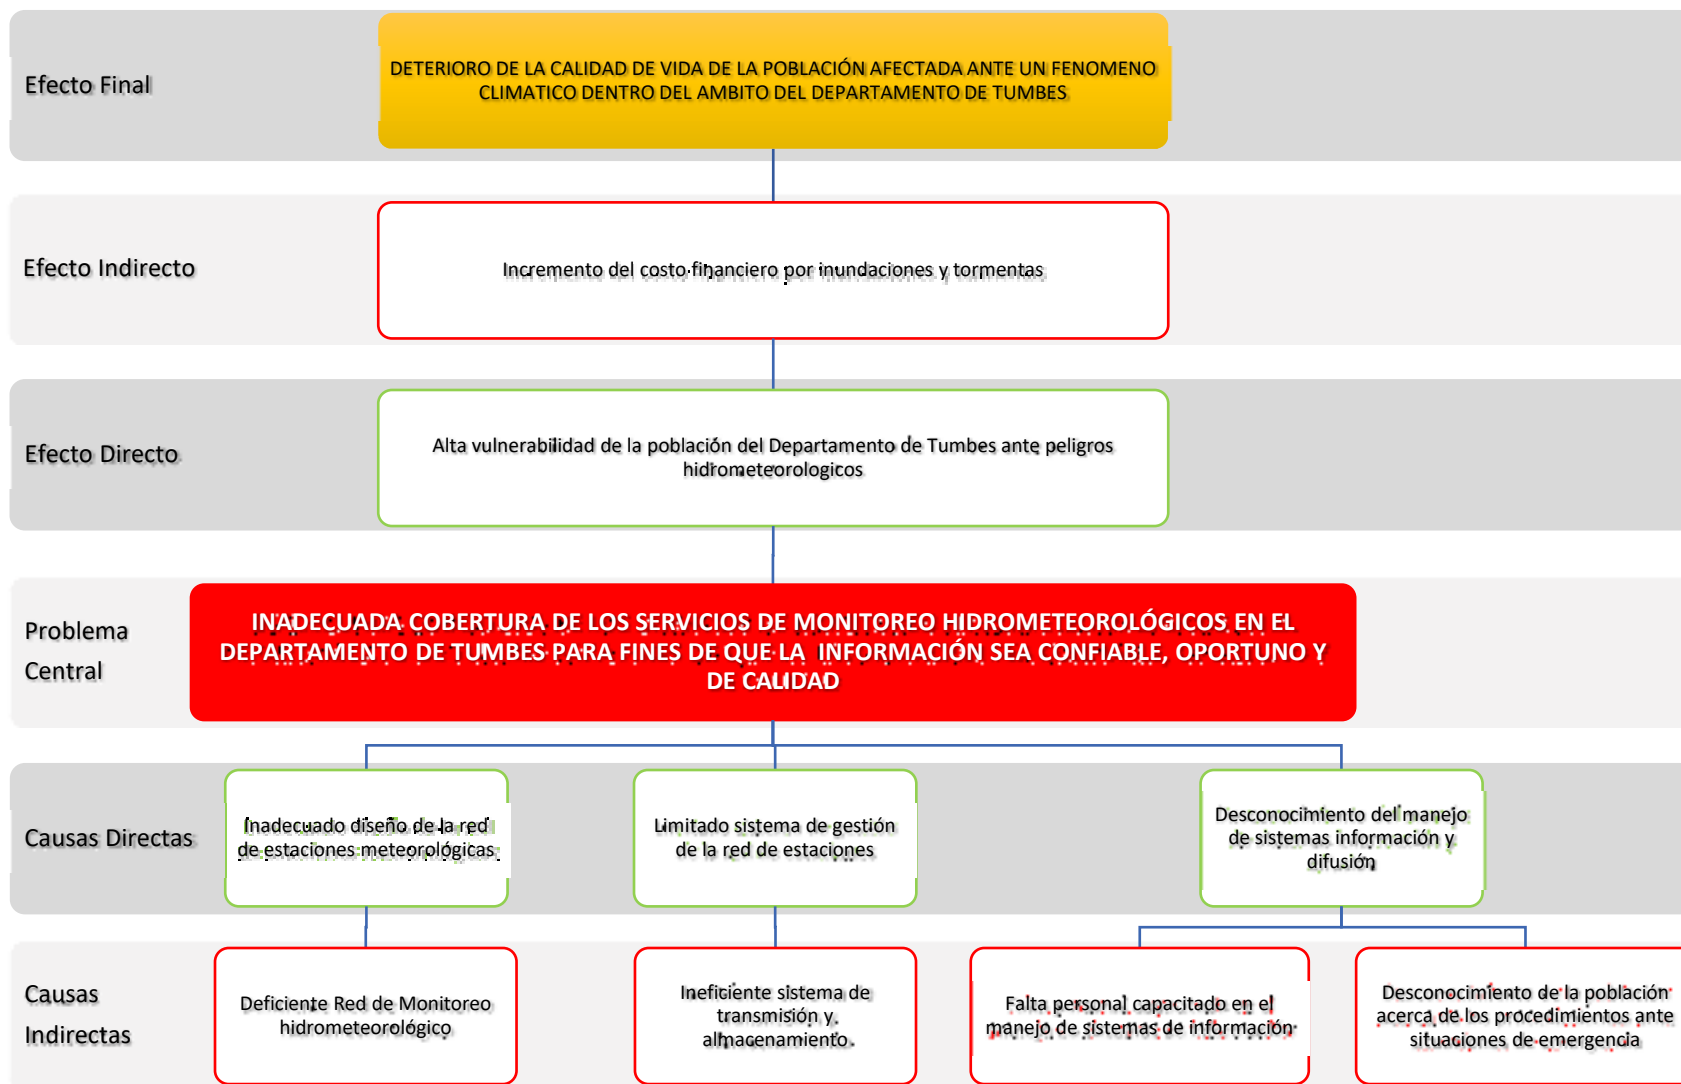 Efecto Final
DETERIORO DE LA CALIDAD DE VIDA DE LA POBLACIÓN AFECTADA ANTE UN FENOMENO
CLIMATICO DENTRO DEL AMBITO DEL DEPARTAMENTO DE TUMBES
Efecto Indirecto
Incremento del costo financiero por inundaciones y tormentas
Efecto Directo
Alta vulnerabilidad de la población del Departamento de Tumbes ante peligros
hidrometeorologicos
Problema
Central
INADECUADA COBERTURA DE LOS SERVICIOS DE MONITOREO HIDROMETEOROLÓGICOS EN EL
DEPARTAMENTO DE TUMBES PARA FINES DE QUE LA INFORMACIÓN SEA CONFIABLE, OPORTUNO Y
DE CALIDAD
Causas Directas
Inadecuado diseño de la red
de estaciones meteorológicas
Limitado sistema de gestión
de la red de estaciones
Desconocimiento del manejo
de sistemas información y
difusión
Causas
Indirectas
Deficiente Red de Monitoreo
hidrometeorológico
Ineficiente sistema de
transmisión y
almacenamiento
Falta personal capacitado en el
manejo de sistemas de información
Desconocimiento de la población
acerca de los procedimientos ante
situaciones de emergencia